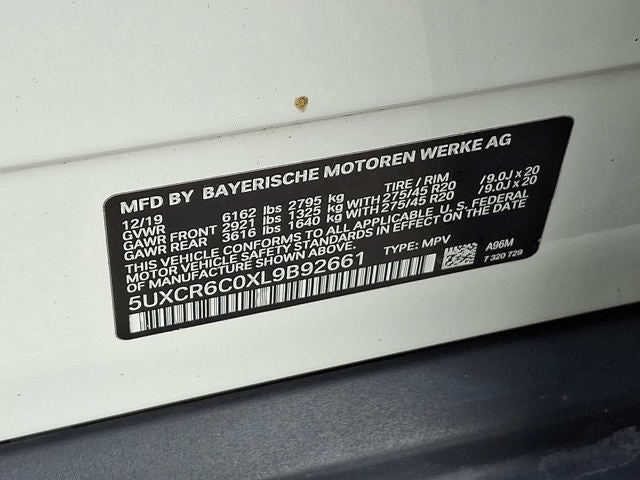 MFD BY BAYERISCHE MOTOREN WERKE AG
12/19 TIRE / RIM
GVWR 6162 lbs 2795 kg
GAWR FRONT 2921 lbs 1325 kg WITH 275/45 R20 /9.0J x 20
GAWR REAR 3616 lbs 1640 kg WITH 275/45 R20 /9.0J x 20
THIS VEHICLE CONFORMS TO ALL APPLICABLE U.S. FEDERAL
MOTOR VEHICLE SAFETY STANDARDS IN EFFECT ON THE DATE
OF MANUFACTURE SHOWN ABOVE.
5UXCR6C0XL9B92661 TYPE: MPV A96M
7 320 729